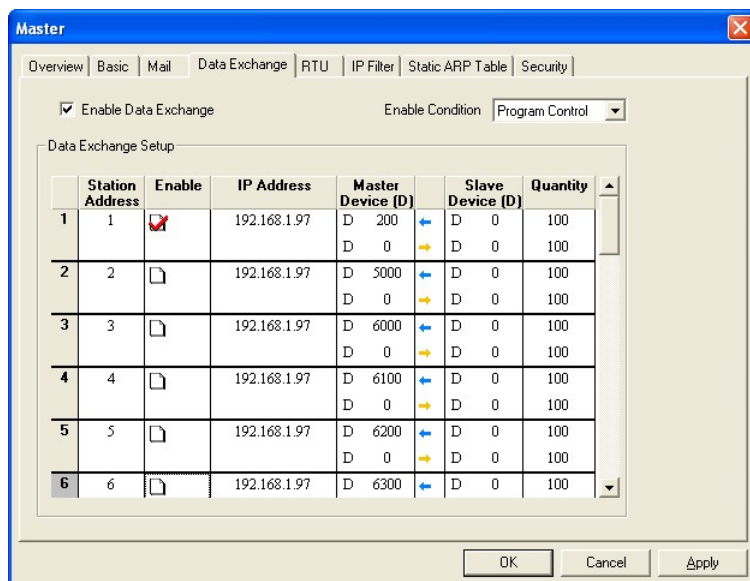 Master
Overview Basic Mail Data Exchange RTU IP Filter Static ARP Table Security
Enable Data Exchange Enable Condition Program Control
Data Exchange Setup
Station Address Enable IP Address Master Device (D) Slave Device (D) Quantity
1 1 192.168.1.97 D 200 D 0 100
D 0 D 0 100
2 2 192.168.1.97 D 5000 D 0 100
D 0 D 0 100
3 3 192.168.1.97 D 6000 D 0 100
D 0 D 0 100
4 4 192.168.1.97 D 6100 D 0 100
D 0 D 0 100
5 5 192.168.1.97 D 6200 D 0 100
D 0 D 0 100
6 6 192.168.1.97 D 6300 D 0 100
OK Cancel Apply